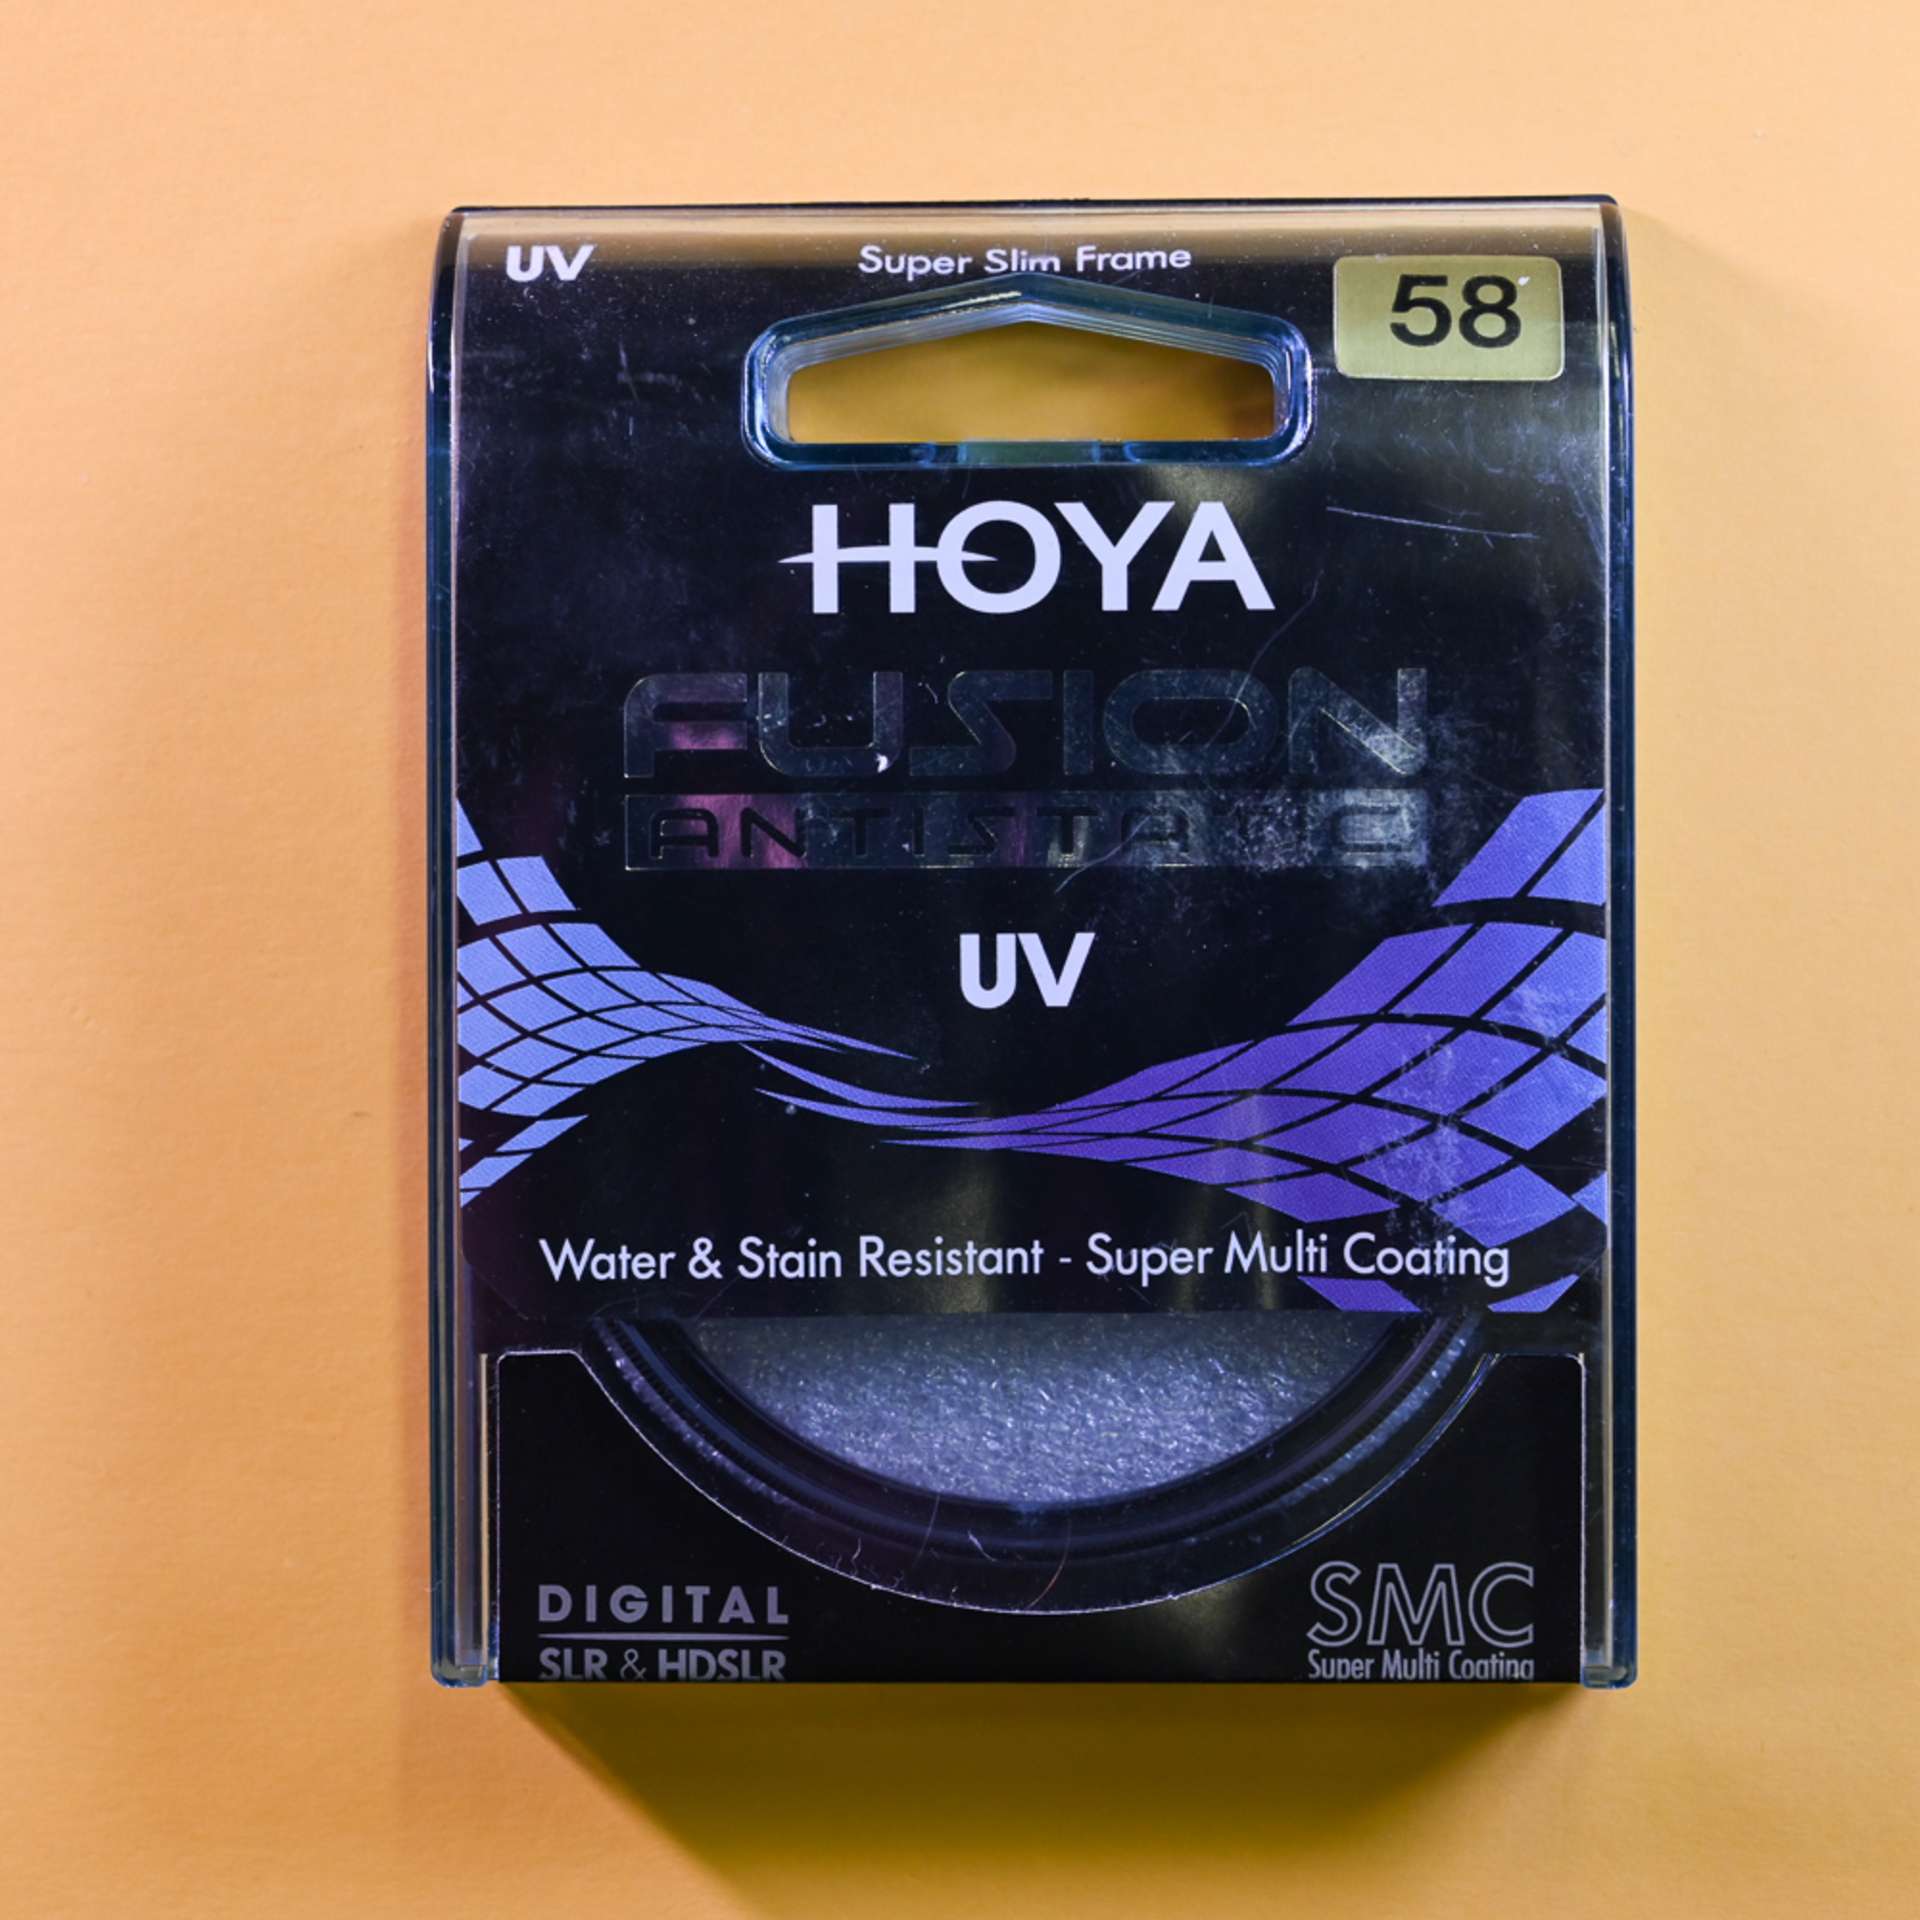 UV
Super Slim Frame
58
HOYA
FUSION
ANTISTATIC
UV
Water & Stain Resistant - Super Multi Coating
DIGITAL
SLR & HDSLR
SMC
Super Multi Coating